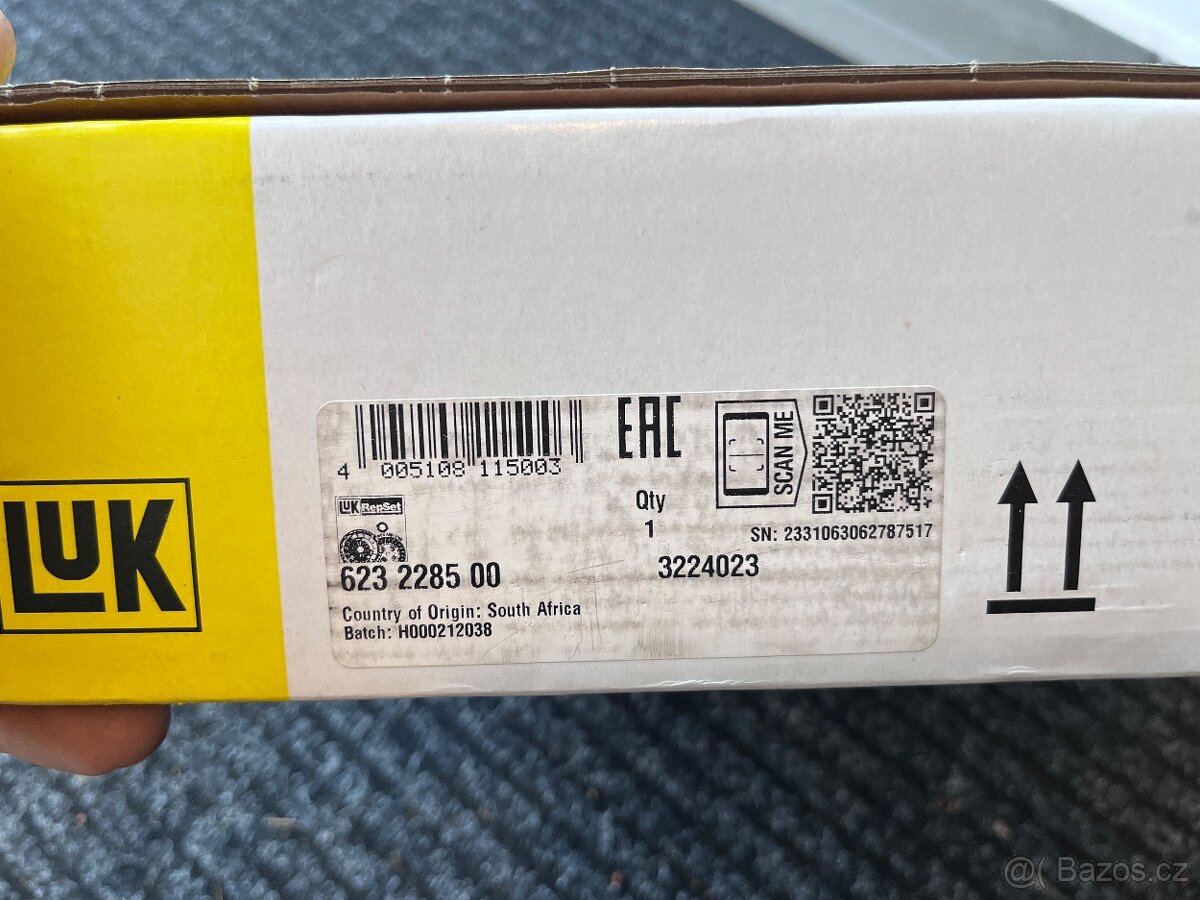 LUK
4 005108 115003
EAC
SCAN ME
LUK RepSet
Qty
1
SN: 2331063062787517
623 2285 00
3224023
Country of Origin: South Africa
Batch: H000212038
@( Bazoš.cz